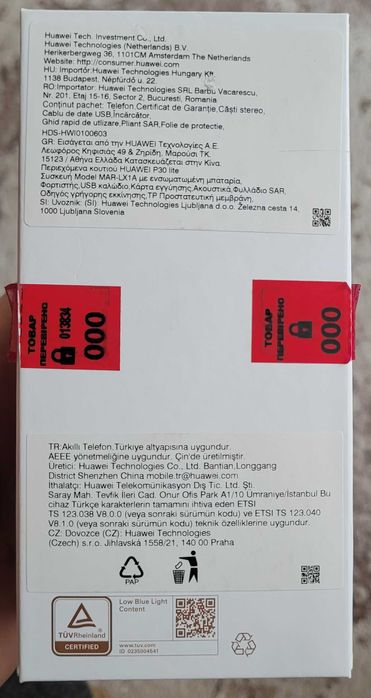 Huawei Tech. Investment Co., Ltd.
Huawei Technologies (Netherlands) B.V.
Herikerbergweg 36, 1101CM Amsterdam The Netherlands
Website: http://consumer.huawei.com
HU: Importőr:Huawei Technologies Hungary Kft.
1138 Budapest, Népfürdő u. 22.
RO:Importator: Huawei Technologies SRL Barbu Vacarescu,
Nr. 201, Etaj 15-16, Sector 2, Bucuresti, Romania
Conținut pachet: Telefon,Certificat de Garanție,Căști stereo,
Cablu de date USB,Încărcător,
Ghid rapid de utlizare,Pliant SAR,Folie de protectie,
HDS-HWI0100603
GR: Εισάγεται από την HUAWEI Τεχνολογίες Α.Ε.
Λεωφόρος Κηφισίας 49 & Ζηρίδη, Μαρούσι ΤΚ.
15123 / Αθήνα Ελλάδα Κατασκευάζεται στην Κίνα.
Περιεχόμενα κουτιού HUAWEI P30 lite
Συσκευή Model MAR-LX1A με ενσωματωμένη μπαταρία,
Φορτιστής,USB καλώδιο,Κάρτα εγγύησης,Ακουστικά,Φυλλάδιο SAR,
Οδηγός γρήγορης εκκίνησης,TP Προστατευτική μεμβράνη.
SI: Uvoznik: (SI): Huawei Technologies Ljubljana d.o.o. Železna cesta 14,
1000 Ljubljana Slovenia
ТОВАР
ПЕРЕВІРЕНО
013834
000
ТОВАР
ПЕРЕВІРЕНО
000
TR:Akıllı Telefon.Türkiye altyapısına uygundur.
AEEE yönetmeliğine uygundur. Çin'de üretilmiştir.
Üretici: Huawei Technologies Co., Ltd. Bantian,Longgang
District Shenzhen China mobile.tr@huawei.com
İthalatçı: Huawei Telekomünikasyon Dış Tic. Ltd. Şti.
Saray Mah. Tevfik İleri Cad. Onur Ofis Park A1/10 Ümraniye/İstanbul Bu
cihaz Türkçe karakterlerin tamamını ihtiva eden ETSI
TS 123.038 V8.0.0 (veya sonraki sürümün kodu) ve ETSI TS 123.040
V8.1.0 (veya sonraki sürümün kodu) teknik özelliklerine uygundur.
CZ: Dovozce (CZ): Huawei Technologies
(Czech) s.r.o. Jihlavská 1558/21, 140 00 Praha
PAP
TÜVRheinland
CERTIFIED
Low Blue Light
Content
www.tuv.com
ID 0235004641